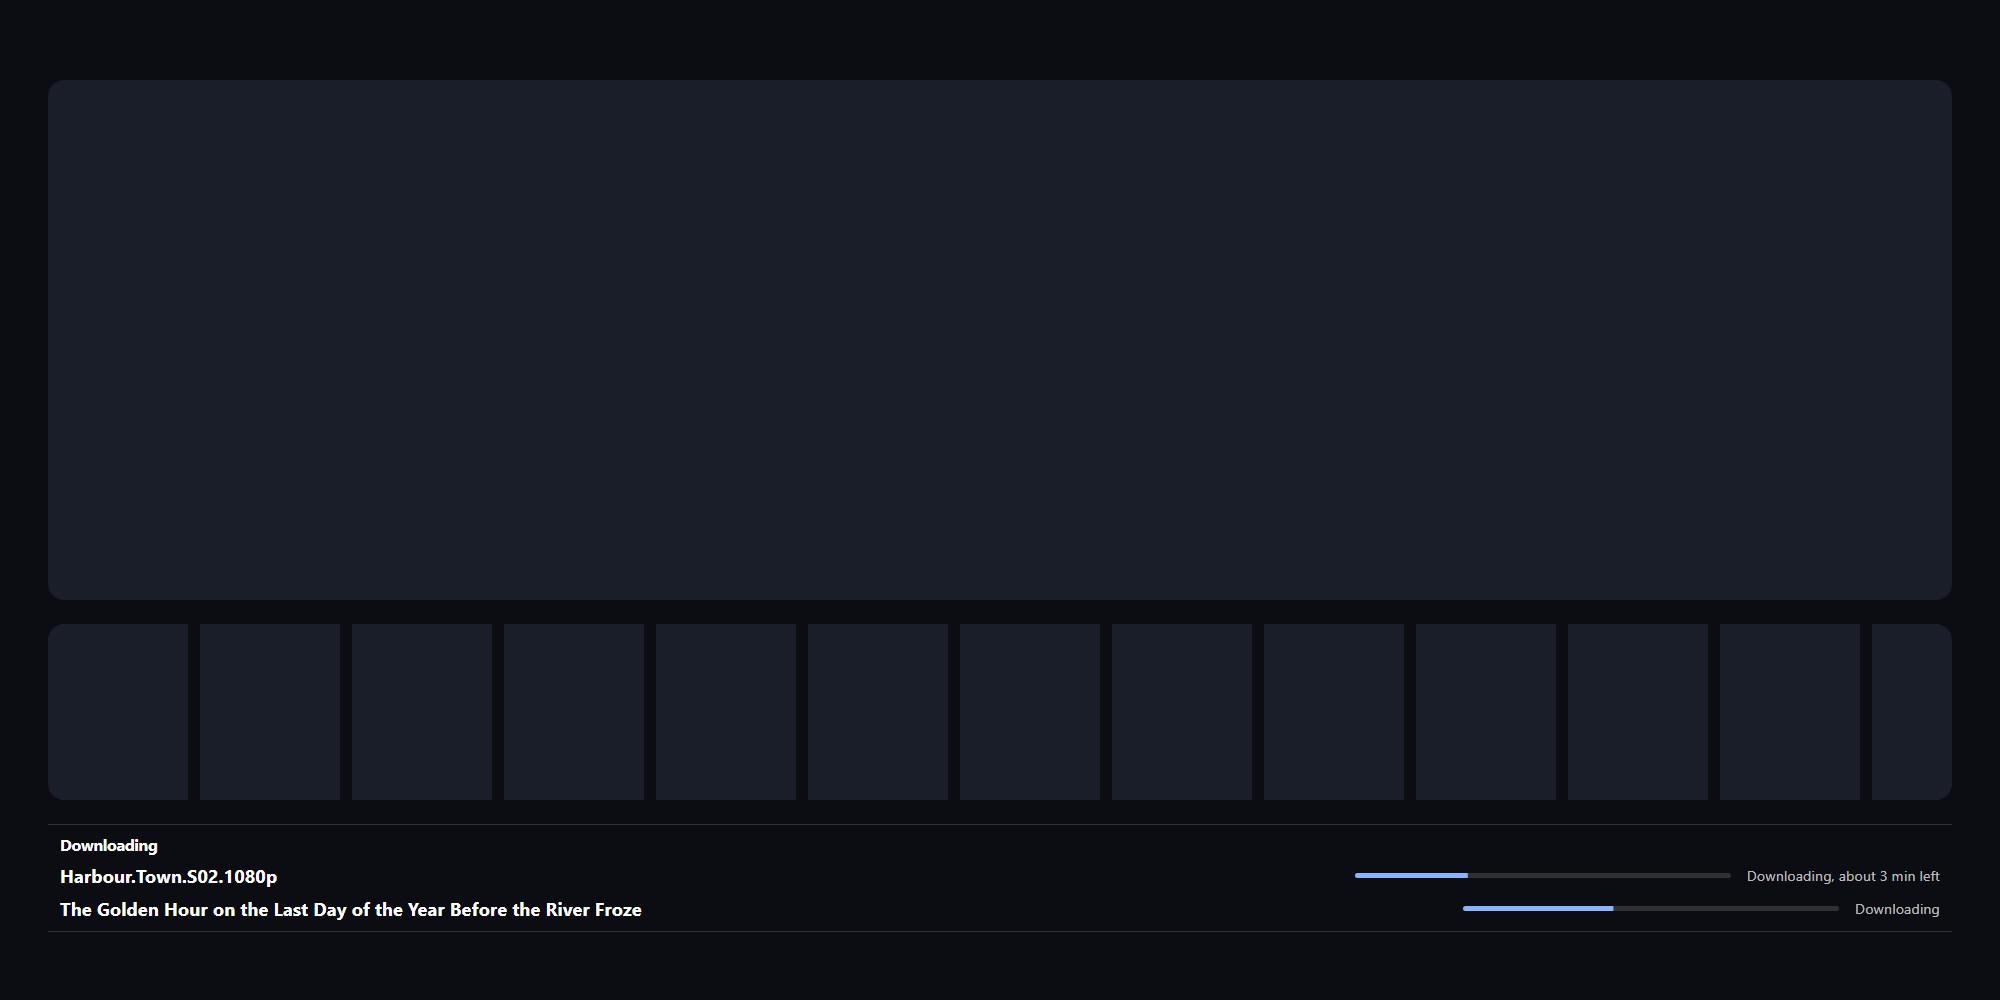 Downloading
Harbour.Town.S02.1080p Downloading, about 3 min left
The Golden Hour on the Last Day of the Year Before the River Froze Downloading